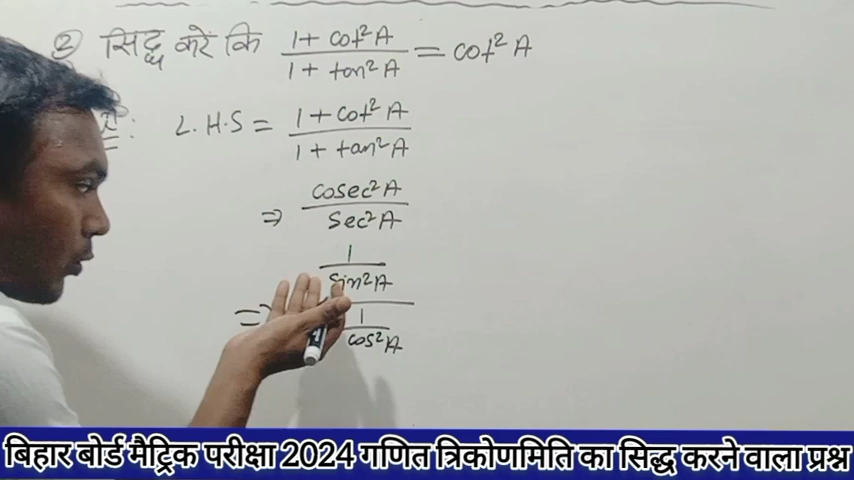 ② सिद्ध करें कि (1 + cot²A)/(1 + tan²A) = cot²A
: L.H.S = (1 + cot²A)/(1 + tan²A)
⇒ cosec²A/sec²A
⇒ (1/sin²A)/(1/cos²A)
बिहार बोर्ड मैट्रिक परीक्षा 2024 गणित त्रिकोणमिति का सिद्ध करने वाला प्रश्न